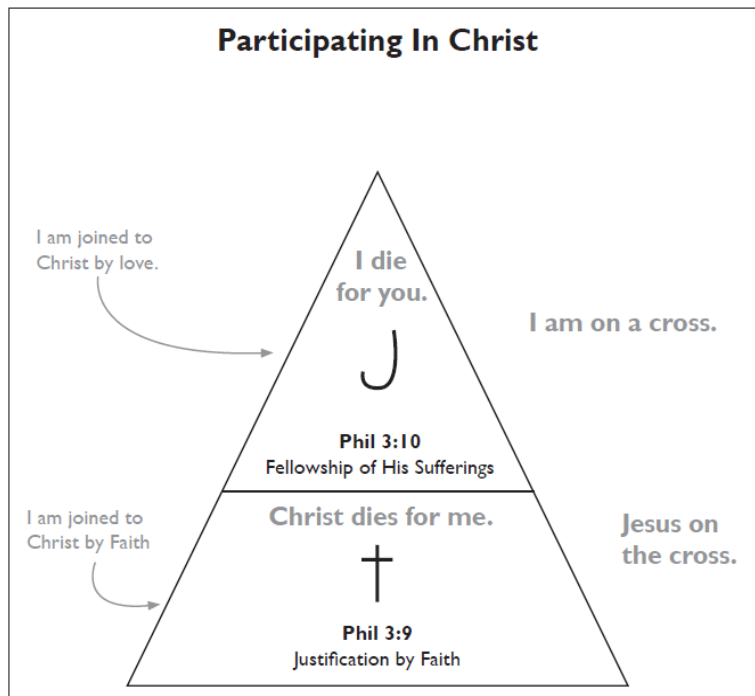 Participating In Christ
I am joined to
Christ by love.
I die
for you.
I am on a cross.
Phil 3:10
Fellowship of His Sufferings
I am joined to
Christ by Faith
Christ dies for me.
Jesus on
the cross.
Phil 3:9
Justification by Faith